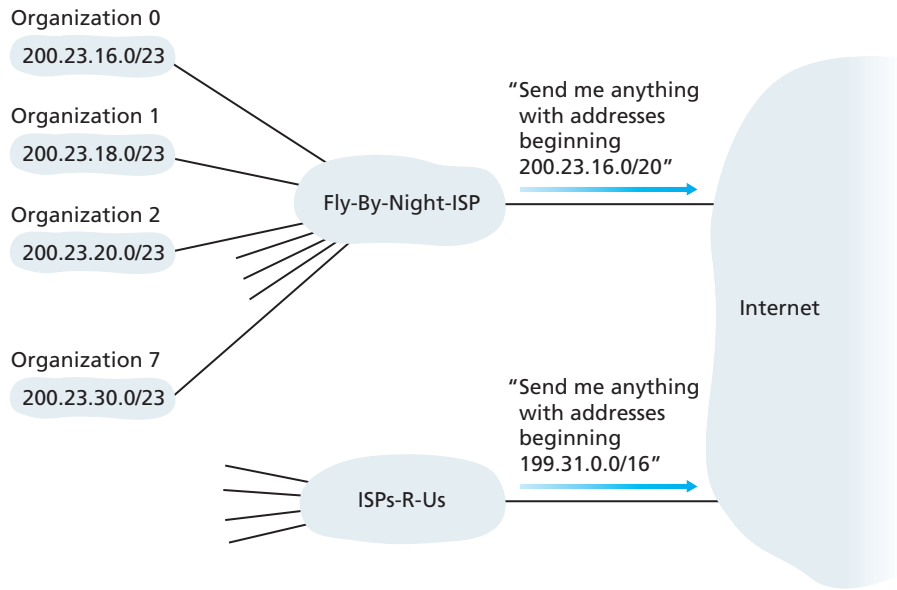 Organization 0
200.23.16.0/23
Organization 1
200.23.18.0/23
Organization 2
200.23.20.0/23
Organization 7
200.23.30.0/23
Fly-By-Night-ISP
“Send me anything
with addresses
beginning
200.23.16.0/20”
Internet
ISPs-R-Us
“Send me anything
with addresses
beginning
199.31.0.0/16”